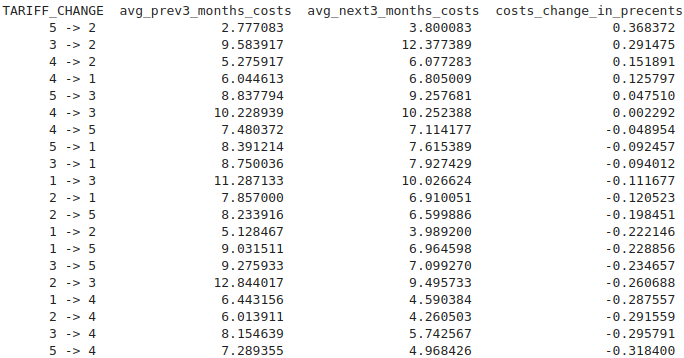 TARIFF_CHANGE avg_prev3_months_costs avg_next3_months_costs costs_change_in_precents
5 -> 2 2.777083 3.800083 0.368372
3 -> 2 9.583917 12.377389 0.291475
4 -> 2 5.275917 6.077283 0.151891
4 -> 1 6.044613 6.805009 0.125797
5 -> 3 8.837794 9.257681 0.047510
4 -> 3 10.228939 10.252388 0.002292
4 -> 5 7.480372 7.114177 -0.048954
5 -> 1 8.391214 7.615389 -0.092457
3 -> 1 8.750036 7.927429 -0.094012
1 -> 3 11.287133 10.026624 -0.111677
2 -> 1 7.857000 6.910051 -0.120523
2 -> 5 8.233916 6.599886 -0.198451
1 -> 2 5.128467 3.989200 -0.222146
1 -> 5 9.031511 6.964598 -0.228856
3 -> 5 9.275933 7.099270 -0.234657
2 -> 3 12.844017 9.495733 -0.260688
1 -> 4 6.443156 4.590384 -0.287557
2 -> 4 6.013911 4.260503 -0.291559
3 -> 4 8.154639 5.742567 -0.295791
5 -> 4 7.289355 4.968426 -0.318400